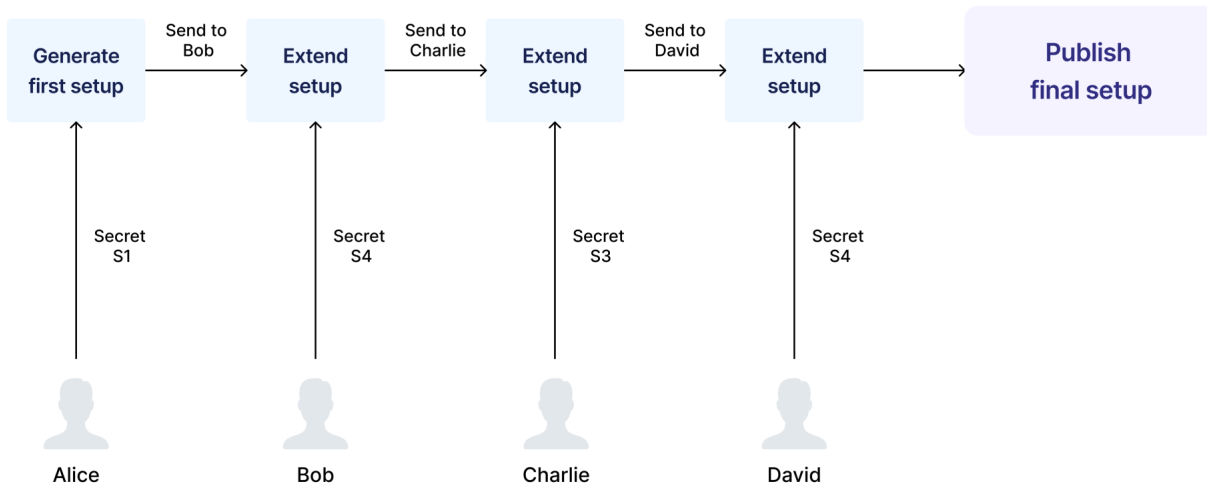 Generate
first setup
Send to
Bob
Extend
setup
Send to
Charlie
Extend
setup
Send to
David
Extend
setup
Publish
final setup
Secret
S1
Secret
S4
Secret
S3
Secret
S4
Alice
Bob
Charlie
David